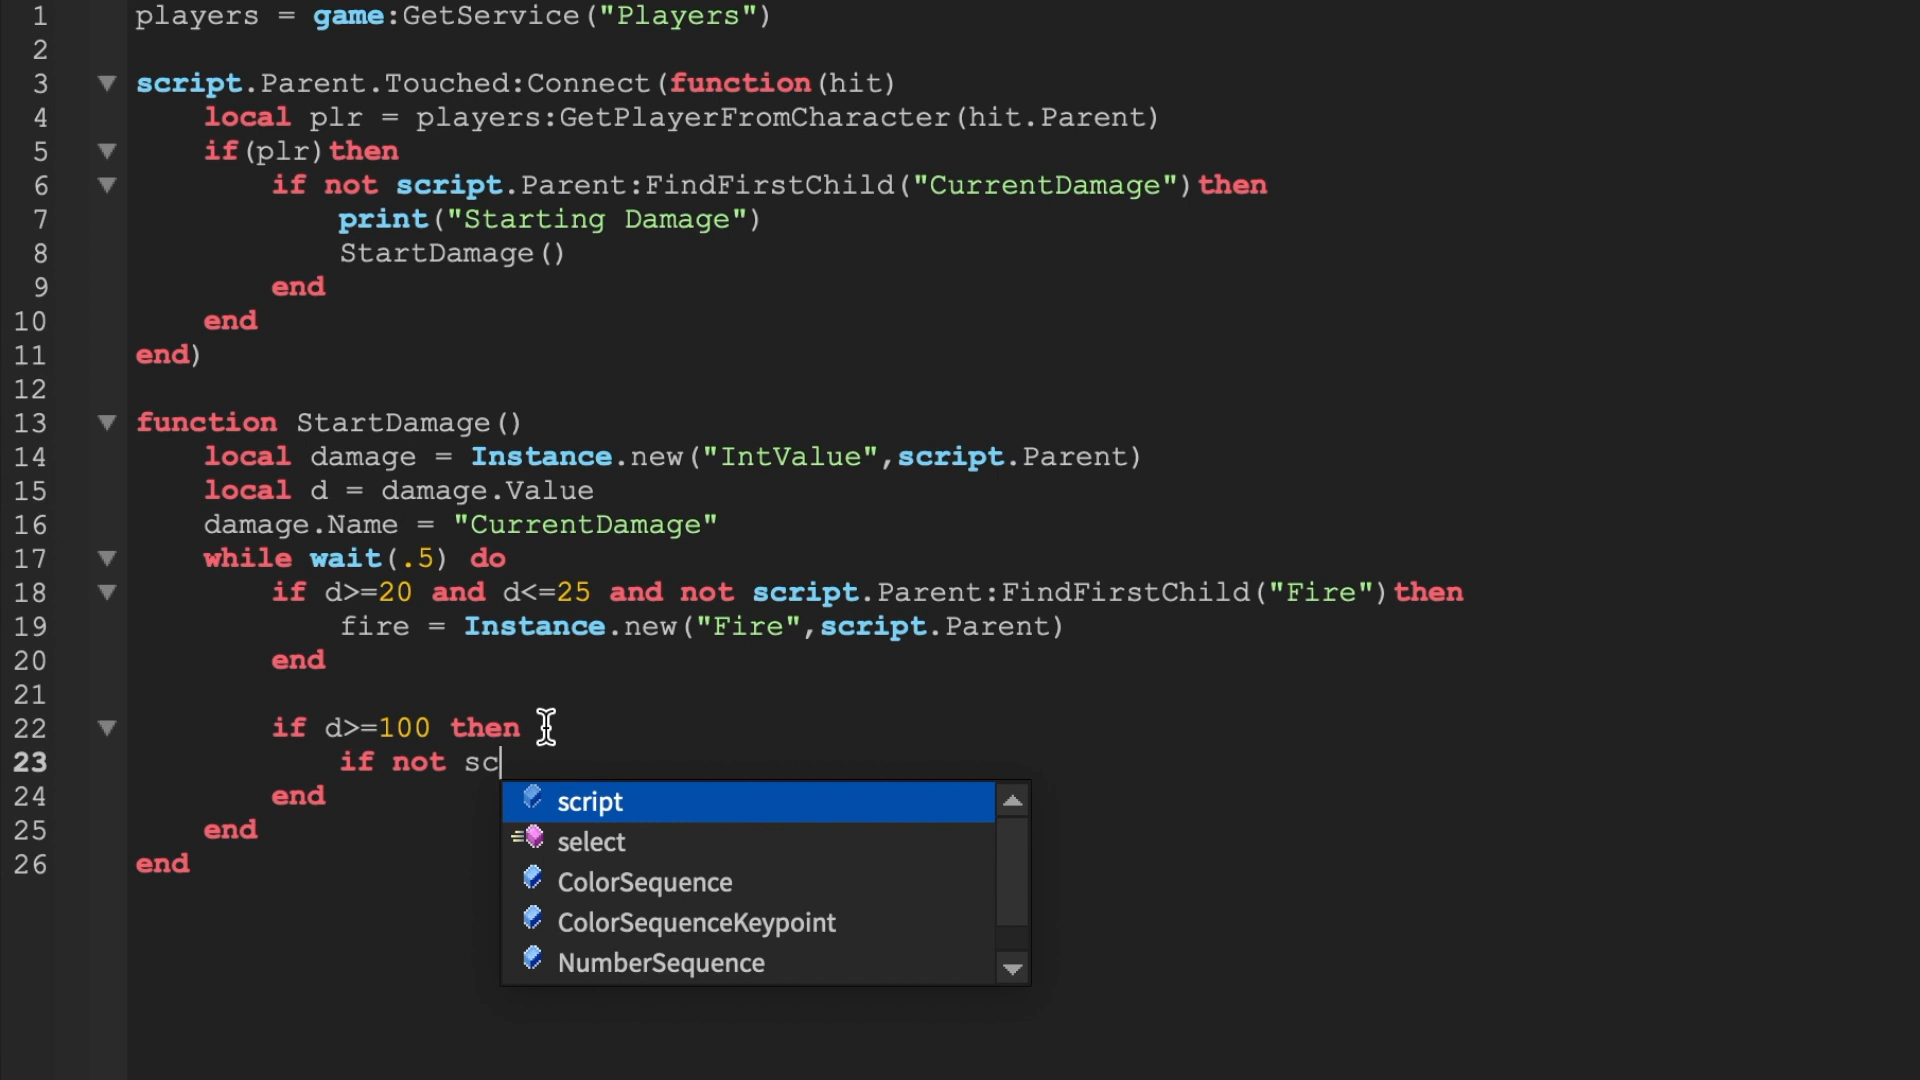 1 players = game:GetService("Players")
2
3 script.Parent.Touched:Connect(function(hit)
4 local plr = players:GetPlayerFromCharacter(hit.Parent)
5 if(plr)then
6 if not script.Parent:FindFirstChild("CurrentDamage")then
7 print("Starting Damage")
8 StartDamage()
9 end
10 end
11 end)
12
13 function StartDamage()
14 local damage = Instance.new("IntValue",script.Parent)
15 local d = damage.Value
16 damage.Name = "CurrentDamage"
17 while wait(.5) do
18 if d>=20 and d<=25 and not script.Parent:FindFirstChild("Fire")then
19 fire = Instance.new("Fire",script.Parent)
20 end
21
22 if d>=100 then
23 if not sc
24 end
25 end
26 end
script
select
ColorSequence
ColorSequenceKeypoint
NumberSequence